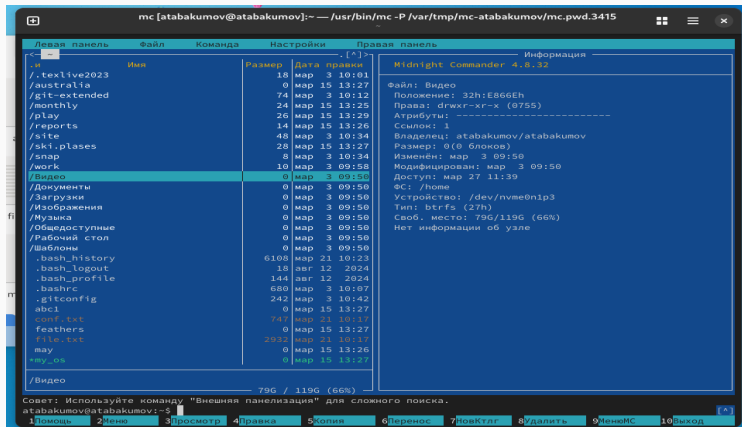 mc [atabakumov@atabakumov]:~ — /usr/bin/mc -P /var/tmp/mc-atabakumov/mc.pwd.3415
~
Левая панель Файл Команда Настройки Правая панель
<─ ~ .[^]>
.и Имя Размер Дата правки
/.texlive2023 18 мар 3 10:01
/australia 0 мар 15 13:27
/git-extended 74 мар 3 10:12
/monthly 24 мар 15 13:25
/play 26 мар 15 13:29
/reports 14 мар 15 13:26
/site 48 мар 3 10:34
/ski.plases 28 мар 15 13:27
/snap 8 мар 3 10:34
/work 10 мар 3 09:58
/Видео 0 мар 3 09:50
/Документы 0 мар 3 09:50
/Загрузки 0 мар 3 09:50
/Изображения 0 мар 3 09:50
/Музыка 0 мар 3 09:50
/Общедоступные 0 мар 3 09:50
/Рабочий стол 0 мар 3 09:50
/Шаблоны 0 мар 3 09:50
.bash_history 6108 мар 21 10:23
.bash_logout 18 авг 12 2024
.bash_profile 144 авг 12 2024
.bashrc 680 мар 3 10:07
.gitconfig 242 мар 3 10:42
abc1 0 мар 15 13:27
conf.txt 747 мар 21 10:17
feathers 0 мар 15 13:27
file.txt 2932 мар 21 10:17
may 0 мар 15 13:26
*my_os 0 мар 15 13:27
/Видео
79G / 119G (66%)
Информация
Midnight Commander 4.8.32
Файл: Видео
Положение: 32h:E866Eh
Права: drwxr-xr-x (0755)
Атрибуты: ------------------------
Ссылок: 1
Владелец: atabakumov/atabakumov
Размер: 0(0 блоков)
Изменён: мар 3 09:50
Модифицирован: мар 3 09:50
Доступ: мар 27 11:39
ФС: /home
Устройство: /dev/nvme0n1p3
Тип: btrfs (27h)
Своб. место: 79G/119G (66%)
Нет информации об узле
Совет: Используйте команду "Внешняя панелизация" для сложного поиска.
atabakumov@atabakumov:~$ [^]
1Помощь 2Меню 3Просмотр 4Правка 5Копия 6Перенос 7НовКтлг 8Удалить 9МенюMC 10Выход